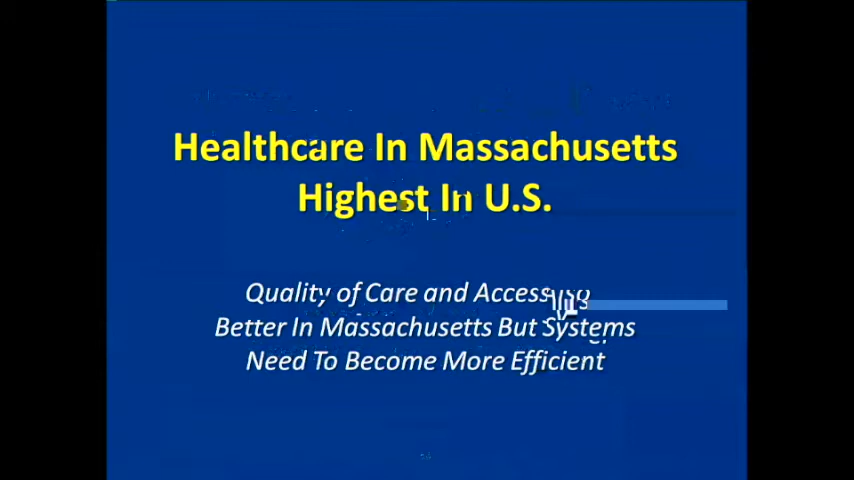 Healthcare In Massachusetts
Highest In U.S.
Quality of Care and Access
Better In Massachusetts But Systems
Need To Become More Efficient